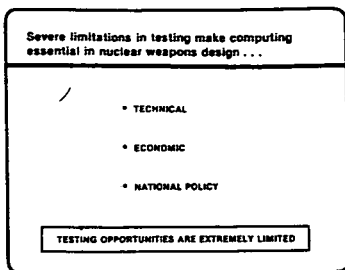 Severe limitations in testing make computing
essential in nuclear weapons design . . .
• TECHNICAL
• ECONOMIC
• NATIONAL POLICY
TESTING OPPORTUNITIES ARE EXTREMELY LIMITED